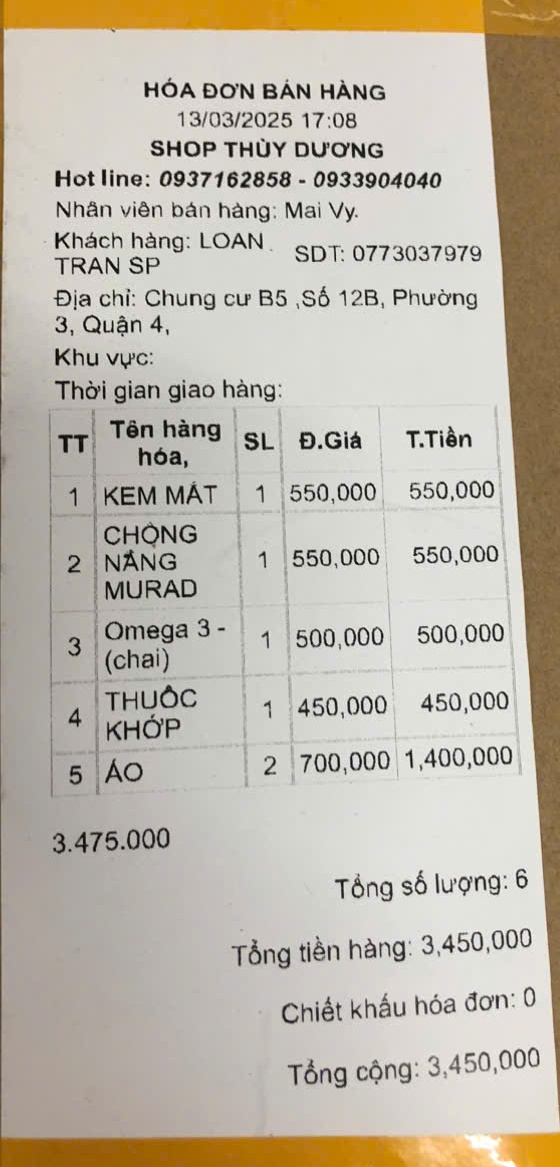 HÓA ĐƠN BÁN HÀNG
13/03/2025 17:08
SHOP THÙY DƯƠNG
Hot line: 0937162858 - 0933904040
Nhân viên bán hàng: Mai Vy.
Khách hàng: LOAN TRAN SP SDT: 0773037979
Địa chỉ: Chung cư B5 ,Số 12B, Phường
3, Quận 4,
Khu vực:
Thời gian giao hàng:
TT Tên hàng hóa, SL Đ.Giá T.Tiền
1 KEM MẮT 1 550,000 550,000
2 CHỐNG NẮNG MURAD 1 550,000 550,000
3 Omega 3 - (chai) 1 500,000 500,000
4 THUỐC KHỚP 1 450,000 450,000
5 ÁO 2 700,000 1,400,000
3.475.000
Tổng số lượng: 6
Tổng tiền hàng: 3,450,000
Chiết khấu hóa đơn: 0
Tổng cộng: 3,450,000